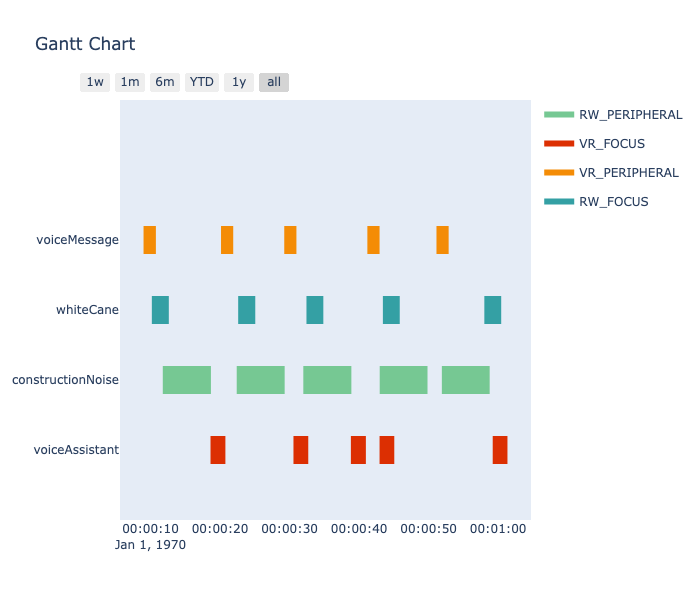 Gantt Chart
1w 1m 6m YTD 1y all
RW_PERIPHERAL
VR_FOCUS
VR_PERIPHERAL
RW_FOCUS
voiceMessage
whiteCane
constructionNoise
voiceAssistant
00:00:10 00:00:20 00:00:30 00:00:40 00:00:50 00:01:00
Jan 1, 1970